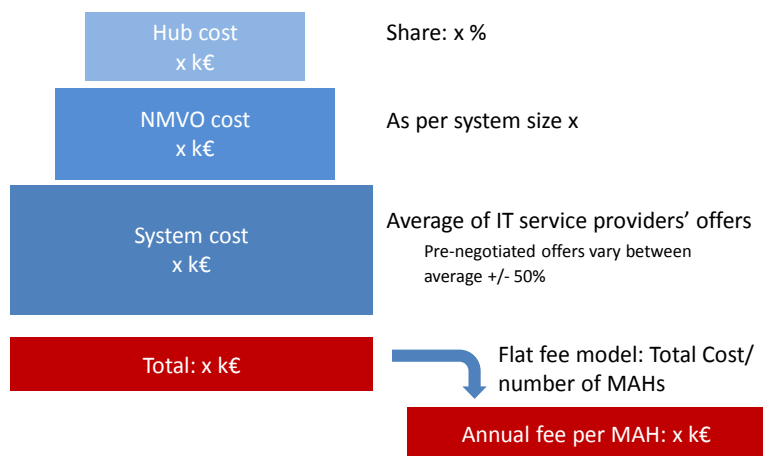 Hub cost
x k€
Share: x %
NMVO cost
x k€
As per system size x
System cost
x k€
Average of IT service providers’ offers
Pre-negotiated offers vary between
average +/- 50%
Total: x k€
Flat fee model: Total Cost/
number of MAHs
Annual fee per MAH: x k€